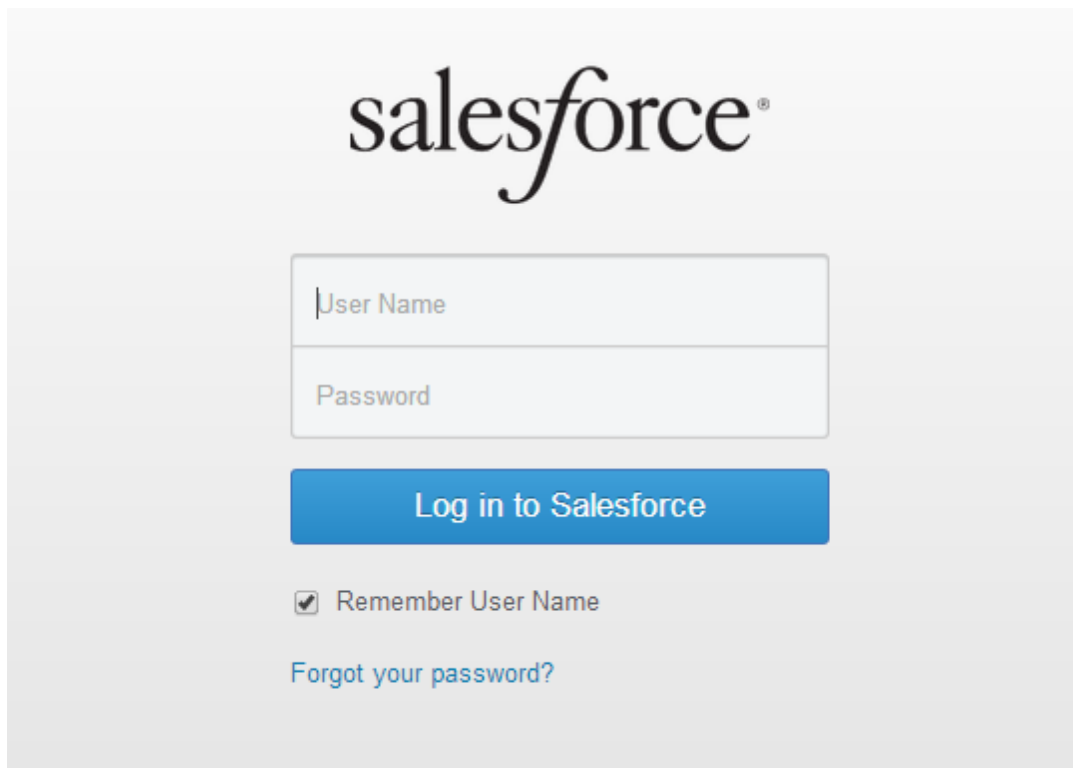 salesforce®
User Name
Password
Log in to Salesforce
Remember User Name
Forgot your password?